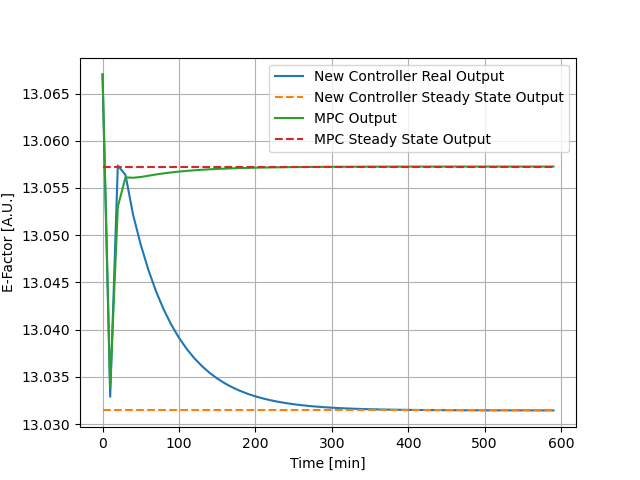 New Controller Real Output
New Controller Steady State Output
MPC Output
MPC Steady State Output
13.065
13.060
13.055
13.050
13.045
13.040
13.035
13.030
E-Factor [A.U.]
0 100 200 300 400 500 600
Time [min]